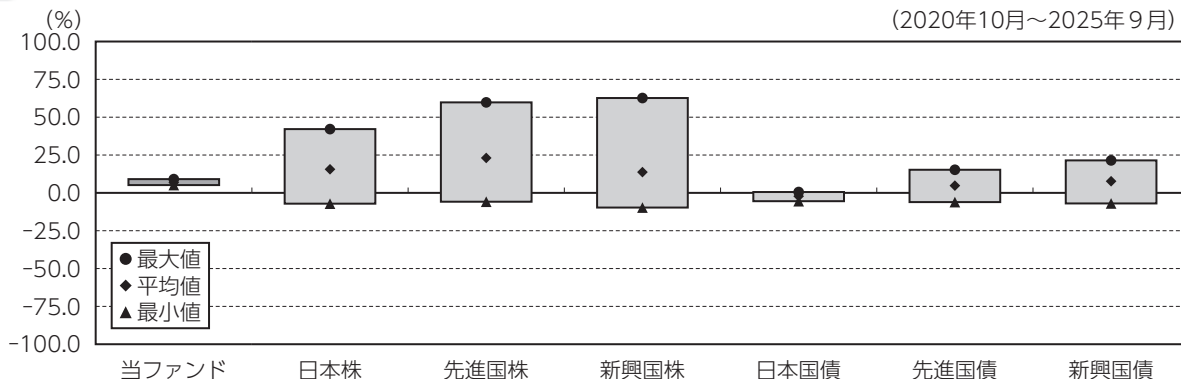 (%)
(2020年10月～2025年９月)
100.0
75.0
50.0
25.0
0.0
-25.0
-50.0
-75.0
-100.0
●最大値
◆平均値
▲最小値
当ファンド 日本株 先進国株 新興国株 日本国債 先進国債 新興国債